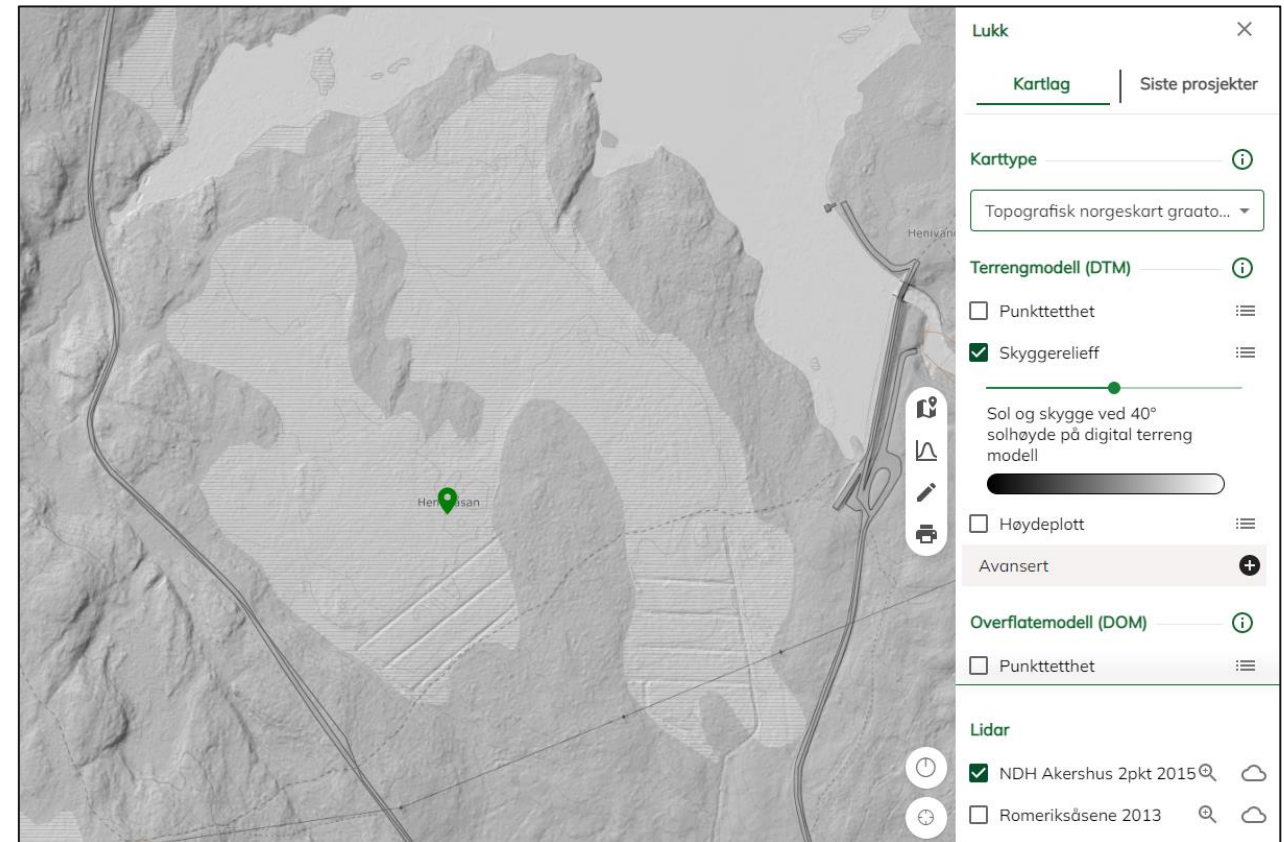 Lukk
Kartlag
Siste prosjekter
Karttype
Topografisk norgeskart graato...
Terrengmodell (DTM)
Punkttetthet
Skyggerelieff
Sol og skygge ved 40°
solhøyde på digital terreng
modell
Høydeplott
Avansert
Overflatemodell (DOM)
Punkttetthet
Lidar
NDH Akershus 2pkt 2015
Romeriksåsene 2013